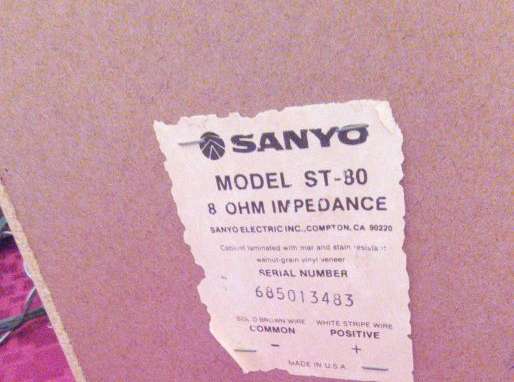 SANYO
MODEL ST-80
8 OHM IMPEDANCE
SANYO ELECTRIC INC., COMPTON, CA 90220
Cabinet laminated with mar and stain resistant
walnut-grain vinyl veneer
SERIAL NUMBER
685013483
SOLID BROWN WIRE WHITE STRIPE WIRE
COMMON POSITIVE
- +
MADE IN U.S.A.